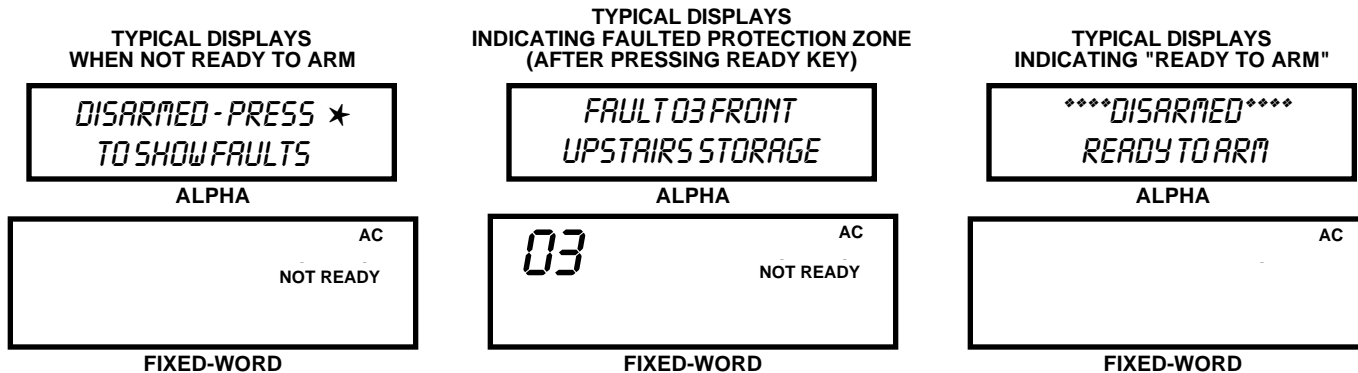 TYPICAL DISPLAYS
WHEN NOT READY TO ARM
DISARMED - PRESS ★
TO SHOW FAULTS
ALPHA
AC
NOT READY
FIXED-WORD
TYPICAL DISPLAYS
INDICATING FAULTED PROTECTION ZONE
(AFTER PRESSING READY KEY)
FAULT 03 FRONT
UPSTAIRS STORAGE
ALPHA
03
AC
NOT READY
FIXED-WORD
TYPICAL DISPLAYS
INDICATING "READY TO ARM"
****DISARMED****
READY TO ARM
ALPHA
AC
FIXED-WORD